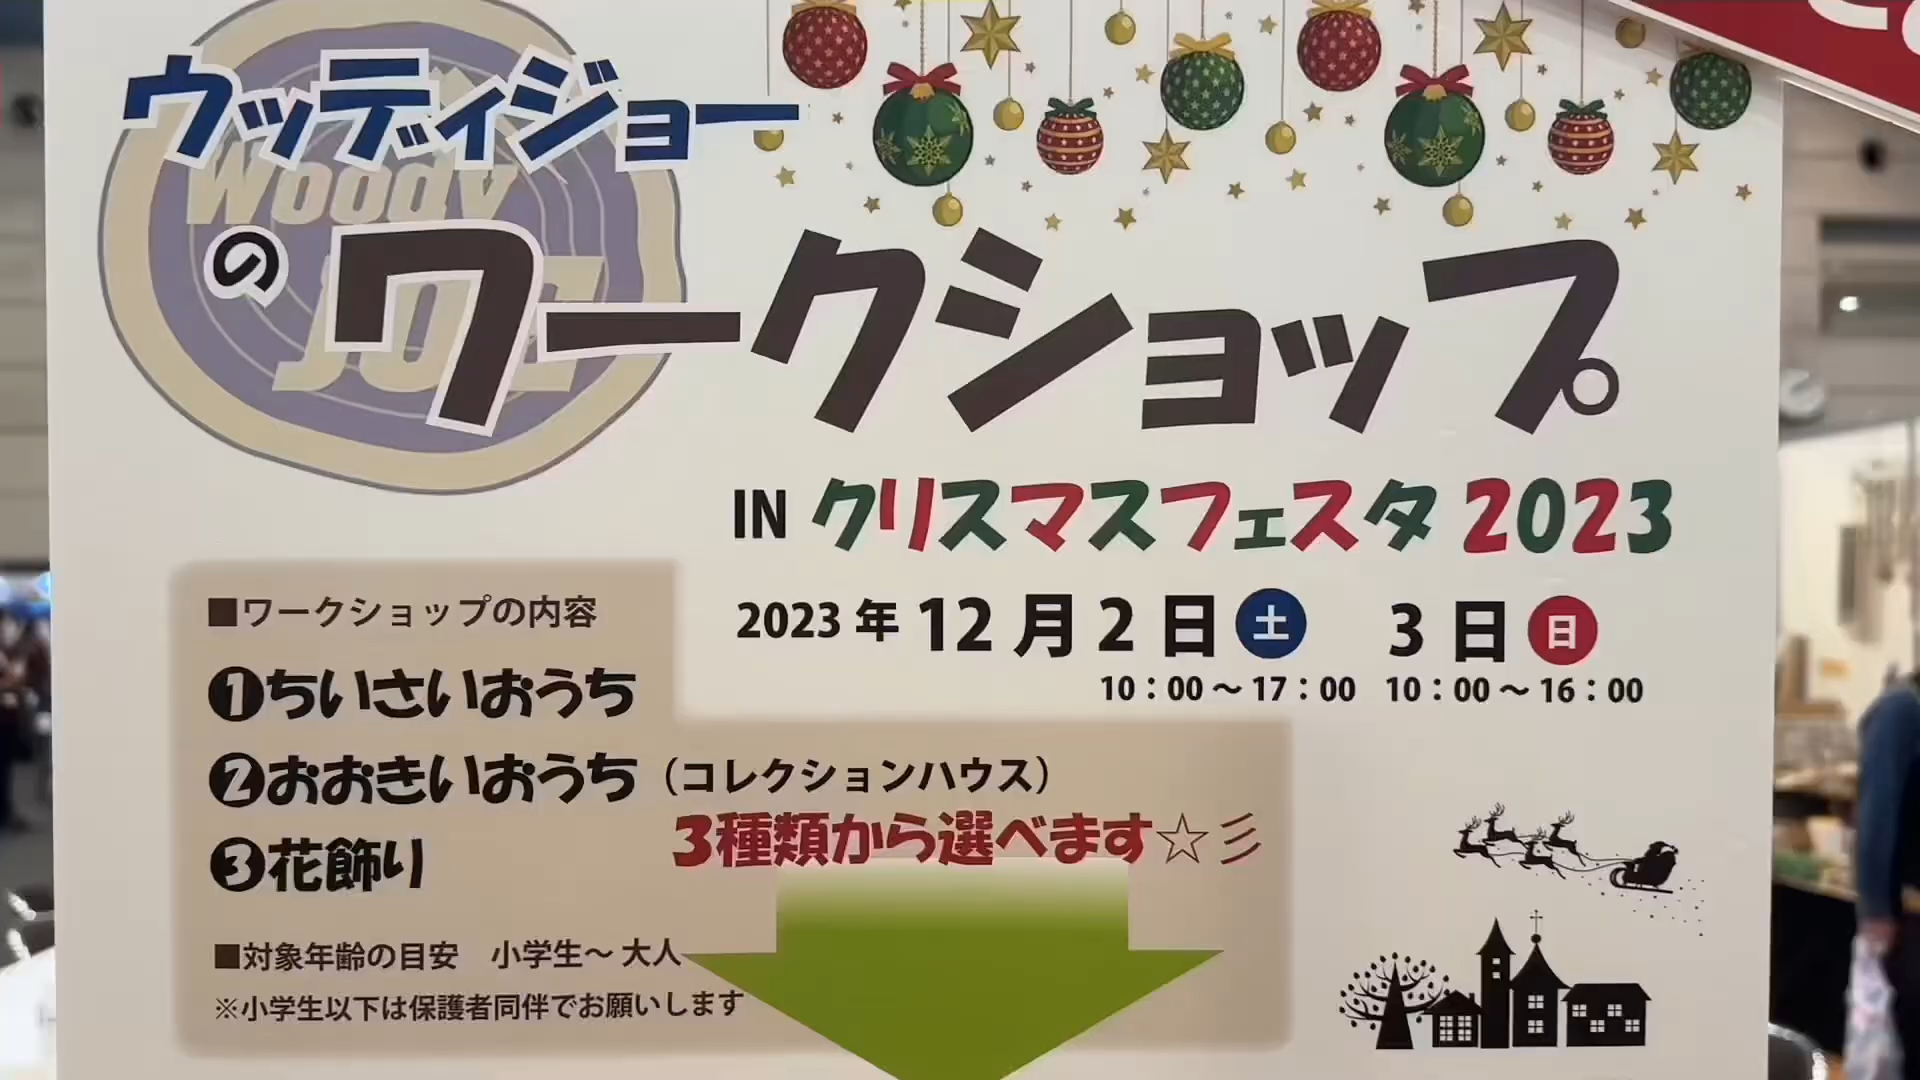 ウッディジョー
Woody
JOE
の
ワークショップ
IN クリスマスフェスタ 2023
2023 年 12 月 2 日 土 3 日 日
10：00～17：00 10：00～16：00
■ワークショップの内容
❶ちいさいおうち
❷おおきいおうち（コレクションハウス）
❸花飾り
3種類から選べます☆彡
■対象年齢の目安 小学生～大人
※小学生以下は保護者同伴でお願いします